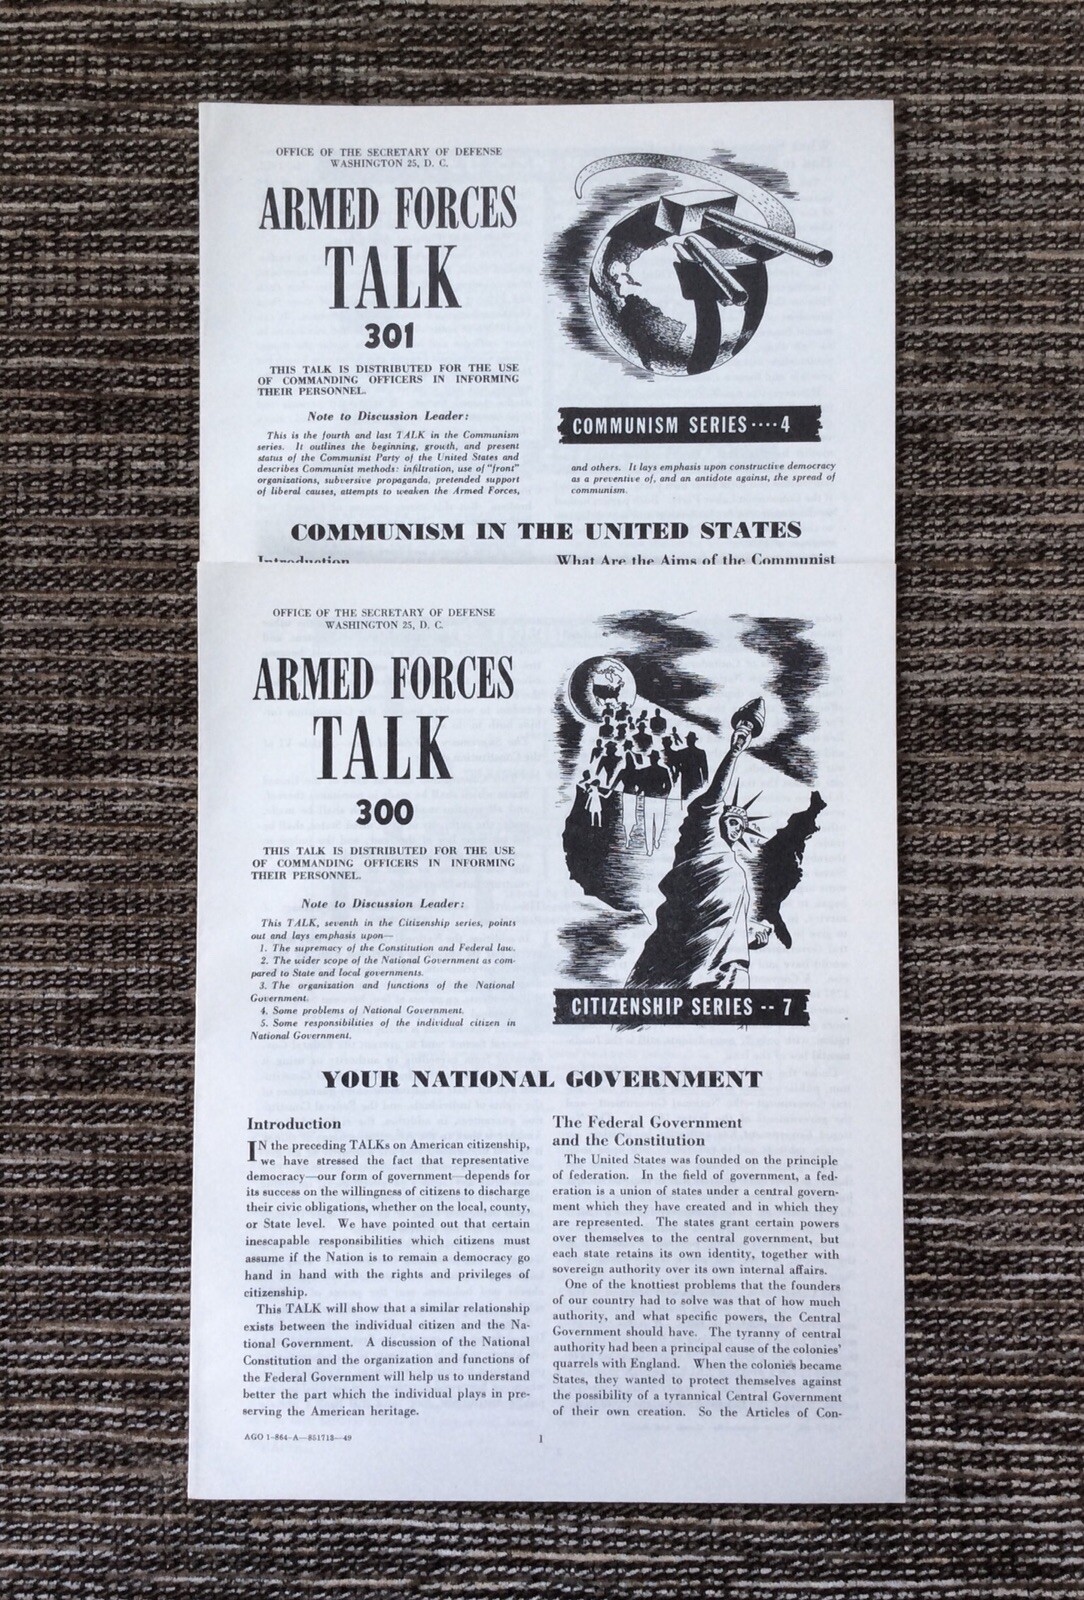 OFFICE OF THE SECRETARY OF DEFENSE
WASHINGTON 25, D. C.
ARMED FORCES
TALK
301
THIS TALK IS DISTRIBUTED FOR THE USE
OF COMMANDING OFFICERS IN INFORMING
THEIR PERSONNEL.
Note to Discussion Leader:
This is the fourth and last TALK in the Communism
series. It outlines the beginning, growth, and present
status of the Communist Party of the United States and
describes Communist methods: infiltration, use of "front"
organizations, subversive propaganda, pretended support
of liberal causes, attempts to weaken the Armed Forces,
COMMUNISM SERIES ···· 4
and others. It lays emphasis upon constructive democracy
as a preventive of, and an antidote against, the spread of
communism.
COMMUNISM IN THE UNITED STATES
Introduction
What Are the Aims of the Communist
OFFICE OF THE SECRETARY OF DEFENSE
WASHINGTON 25, D. C.
ARMED FORCES
TALK
300
THIS TALK IS DISTRIBUTED FOR THE USE
OF COMMANDING OFFICERS IN INFORMING
THEIR PERSONNEL.
Note to Discussion Leader:
This TALK, seventh in the Citizenship series, points
out and lays emphasis upon—
1. The supremacy of the Constitution and Federal law.
2. The wider scope of the National Government as com-
pared to State and local governments.
3. The organization and functions of the National
Government.
4. Some problems of National Government.
5. Some responsibilities of the individual citizen in
National Government.
CITIZENSHIP SERIES -- 7
YOUR NATIONAL GOVERNMENT
Introduction
IN the preceding TALKs on American citizenship,
we have stressed the fact that representative
democracy—our form of government—depends for
its success on the willingness of citizens to discharge
their civic obligations, whether on the local, county,
or State level. We have pointed out that certain
inescapable responsibilities which citizens must
assume if the Nation is to remain a democracy go
hand in hand with the rights and privileges of
citizenship.
This TALK will show that a similar relationship
exists between the individual citizen and the Na-
tional Government. A discussion of the National
Constitution and the organization and functions of
the Federal Government will help us to understand
better the part which the individual plays in pre-
serving the American heritage.
The Federal Government
and the Constitution
The United States was founded on the principle
of federation. In the field of government, a fed-
eration is a union of states under a central govern-
ment which they have created and in which they
are represented. The states grant certain powers
over themselves to the central government, but
each state retains its own identity, together with
sovereign authority over its own internal affairs.
One of the knottiest problems that the founders
of our country had to solve was that of how much
authority, and what specific powers, the Central
Government should have. The tyranny of central
authority had been a principal cause of the colonies'
quarrels with England. When the colonies became
States, they wanted to protect themselves against
the possibility of a tyrannical Central Government
of their own creation. So the Articles of Con-
AGO 1-864-A—851713—49
1